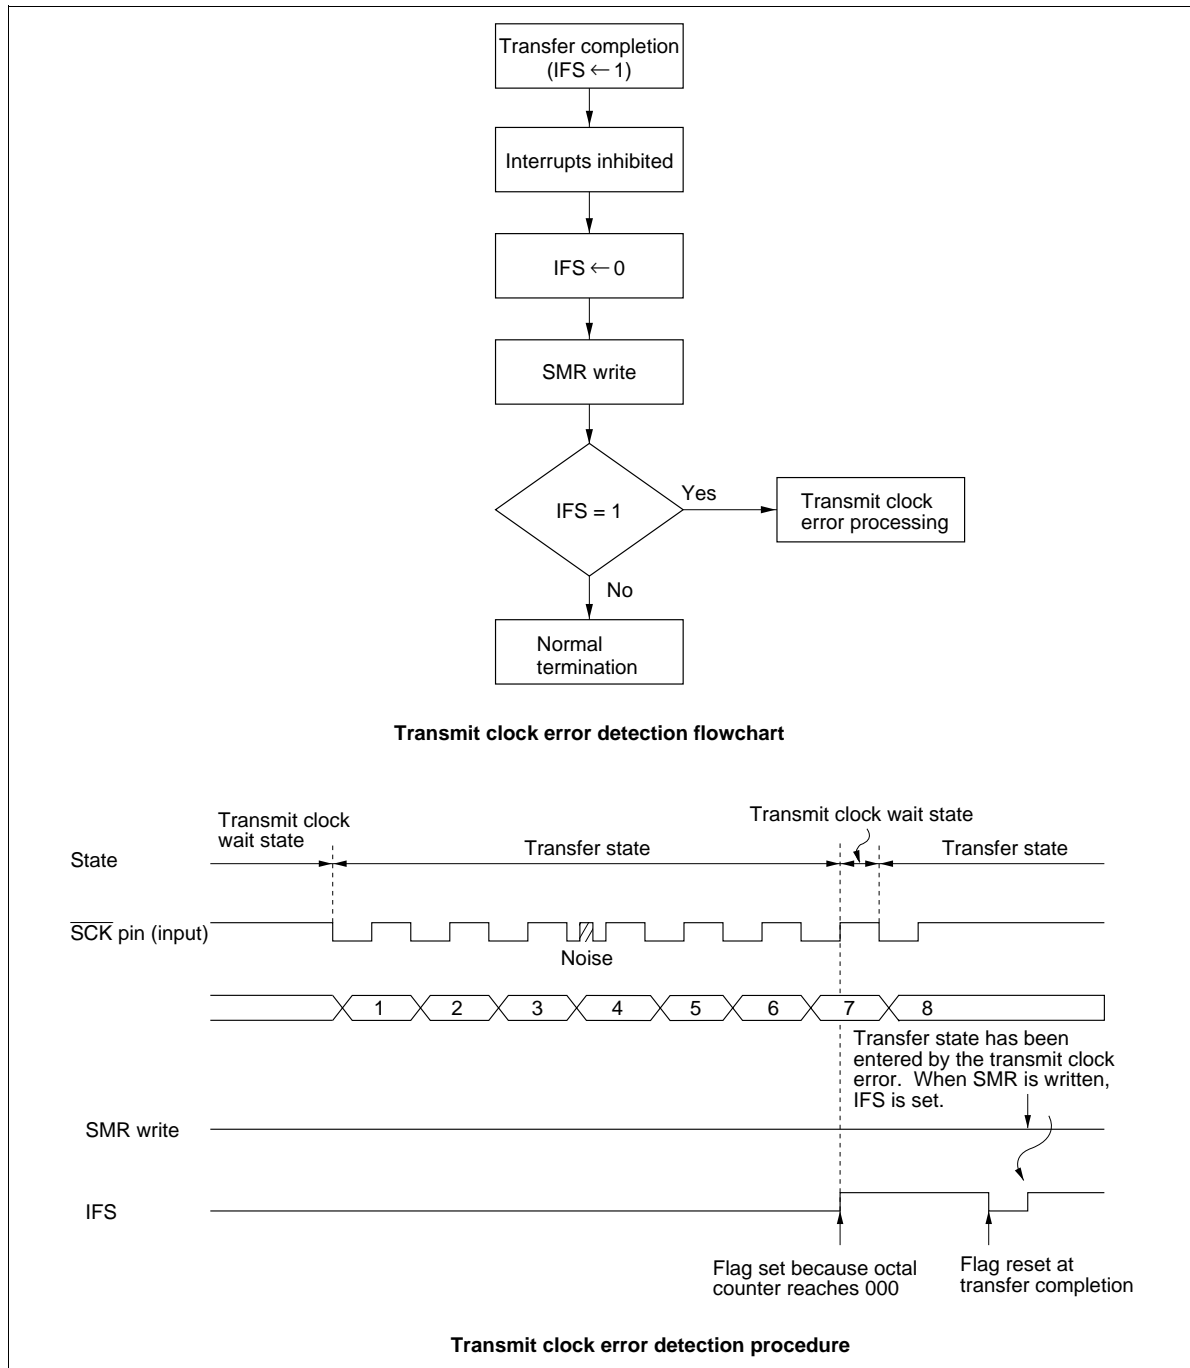 Transfer completion
(IFS ← 1)
Interrupts inhibited
IFS ← 0
SMR write
IFS = 1
Yes
Transmit clock
error processing
No
Normal
termination
Transmit clock error detection flowchart
Transmit clock wait state
Transmit clock
wait state
State
Transfer state
Transfer state
SCK pin (input)
Noise
1 2 3 4 5 6 7 8
Transfer state has been
entered by the transmit clock
error. When SMR is written,
IFS is set.
SMR write
IFS
Flag set because octal
counter reaches 000
Flag reset at
transfer completion
Transmit clock error detection procedure